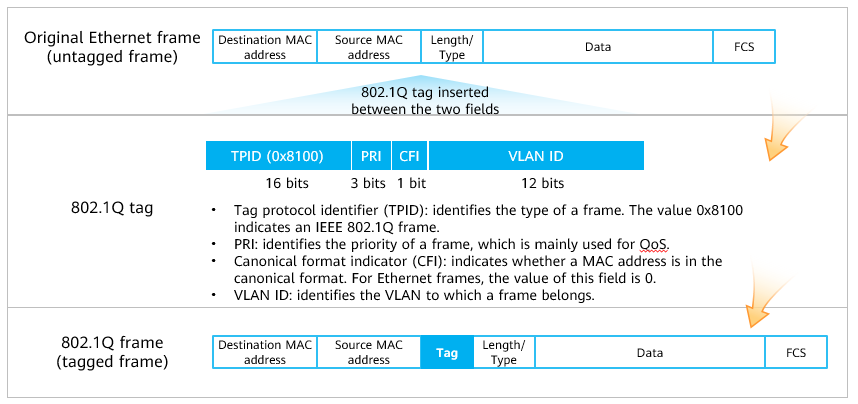 Original Ethernet frame
(untagged frame)
Destination MAC
address
Source MAC
address
Length/
Type
Data
FCS
802.1Q tag inserted
between the two fields
802.1Q tag
TPID (0x8100)
PRI
CFI
VLAN ID
16 bits
3 bits
1 bit
12 bits
• Tag protocol identifier (TPID): identifies the type of a frame. The value 0x8100
indicates an IEEE 802.1Q frame.
• PRI: identifies the priority of a frame, which is mainly used for QoS.
• Canonical format indicator (CFI): indicates whether a MAC address is in the
canonical format. For Ethernet frames, the value of this field is 0.
• VLAN ID: identifies the VLAN to which a frame belongs.
802.1Q frame
(tagged frame)
Destination MAC
address
Source MAC
address
Tag
Length/
Type
Data
FCS